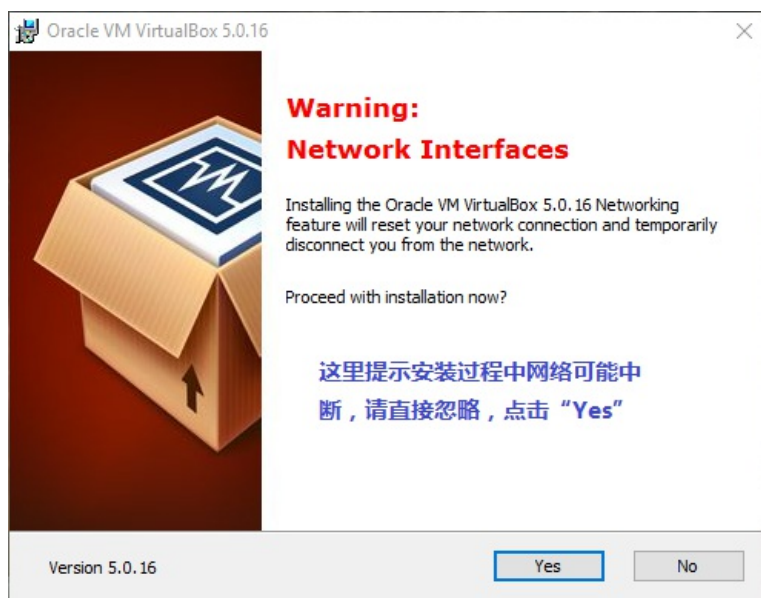 Oracle VM VirtualBox 5.0.16
Warning:
Network Interfaces
Installing the Oracle VM VirtualBox 5.0.16 Networking
feature will reset your network connection and temporarily
disconnect you from the network.
Proceed with installation now?
这里提示安装过程中网络可能中
断，请直接忽略，点击“Yes”
Version 5.0.16
Yes
No